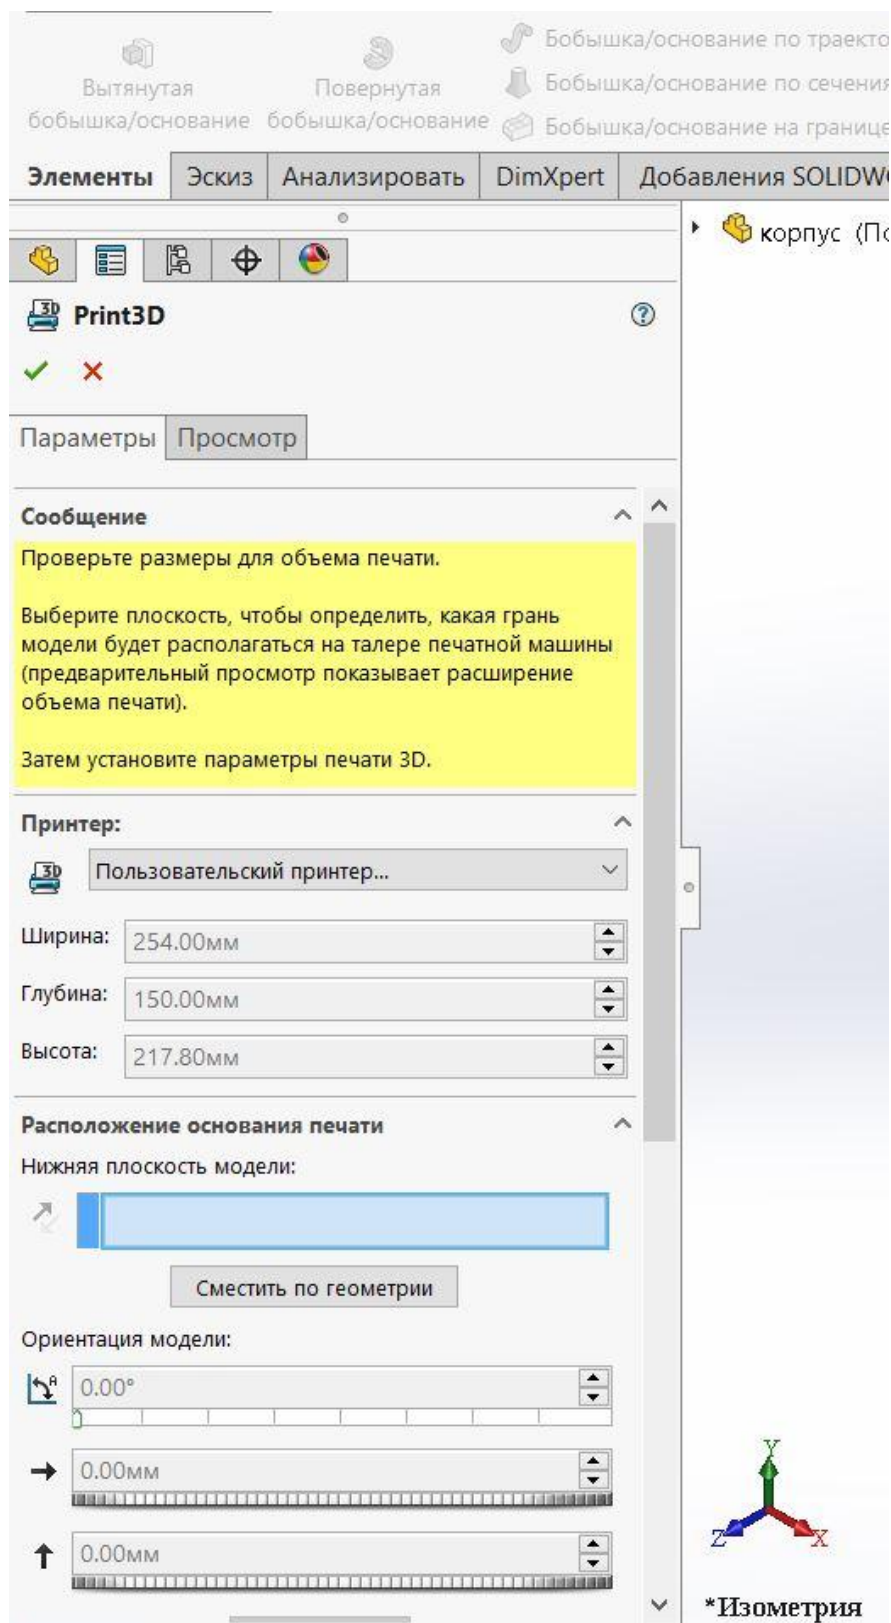 Вытянутая
бобышка/основание
Повернутая
бобышка/основание
Бобышка/основание по траекто
Бобышка/основание по сечения
Бобышка/основание на границе
Элементы Эскиз Анализировать DimXpert Добавления SOLIDW
корпус (По
Print3D
Параметры Просмотр
Сообщение
Проверьте размеры для объема печати.
Выберите плоскость, чтобы определить, какая грань
модели будет располагаться на талере печатной машины
(предварительный просмотр показывает расширение
объема печати).
Затем установите параметры печати 3D.
Принтер:
3D Пользовательский принтер...
Ширина: 254.00мм
Глубина: 150.00мм
Высота: 217.80мм
Расположение основания печати
Нижняя плоскость модели:
Сместить по геометрии
Ориентация модели:
0.00°
0.00мм
0.00мм
Y
Z X
*Изометрия